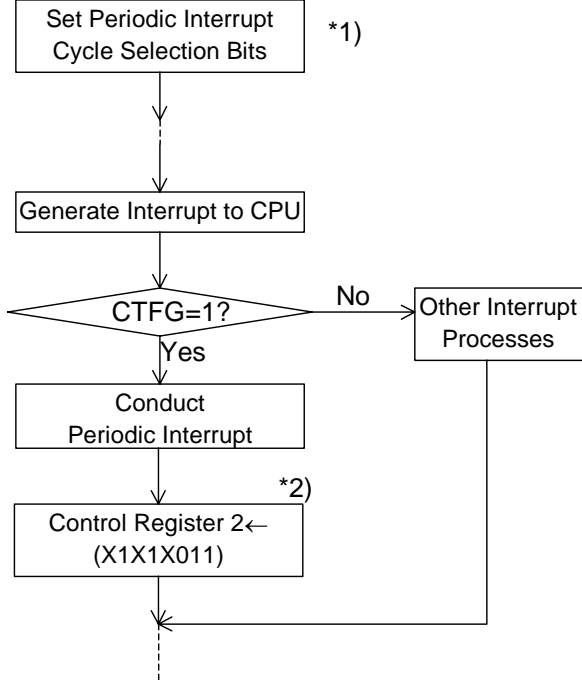 Set Periodic Interrupt
Cycle Selection Bits
*1)
Generate Interrupt to CPU
CTFG=1?
No
Other Interrupt
Processes
Yes
Conduct
Periodic Interrupt
*2)
Control Register 2←
(X1X1X011)